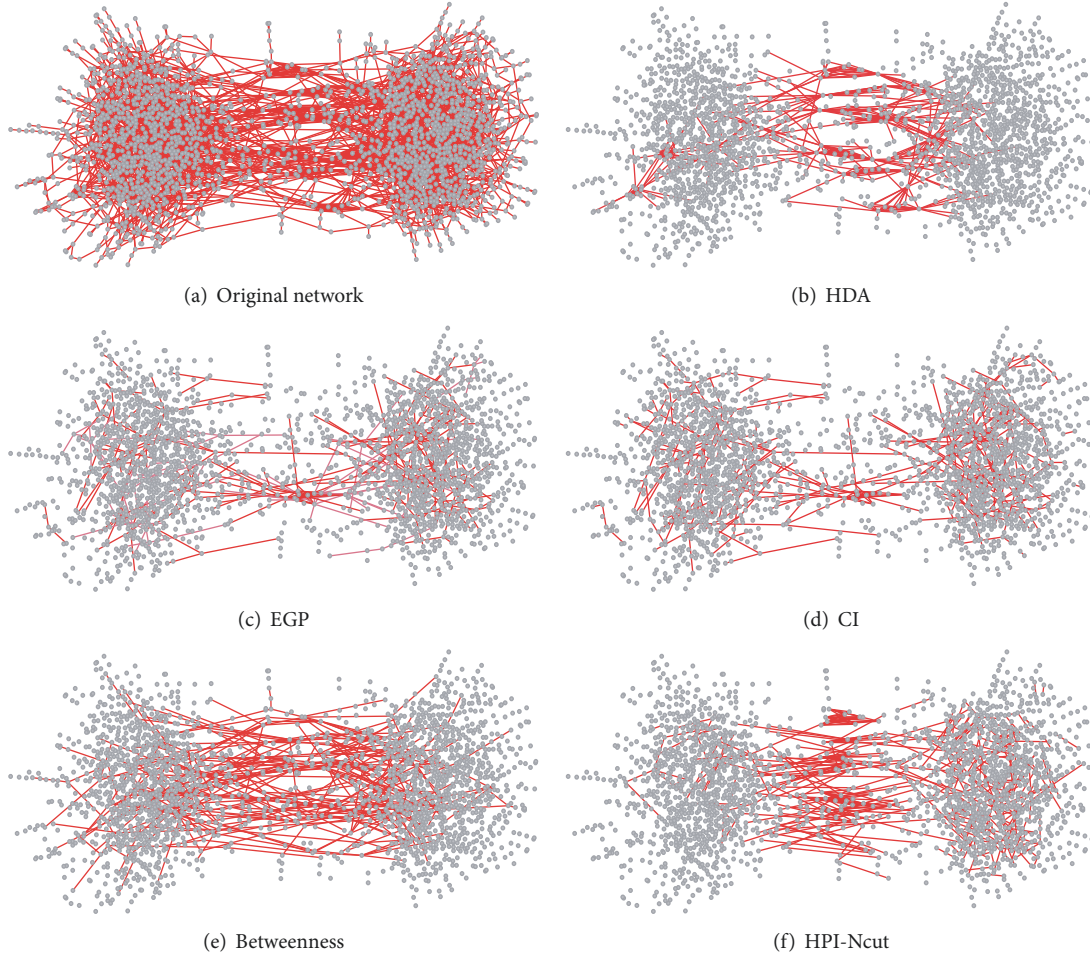 (a) Original network
(b) HDA
(c) EGP
(d) CI
(e) Betweenness
(f) HPI-Ncut